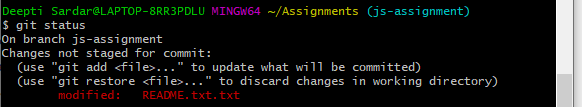 Deepti Sardar@LAPTOP-8RR3PDLU MINGW64 ~/Assignments (js-assignment)
$ git status
On branch js-assignment
Changes not staged for commit:
  (use "git add <file>..." to update what will be committed)
  (use "git restore <file>..." to discard changes in working directory)
        modified:   README.txt.txt